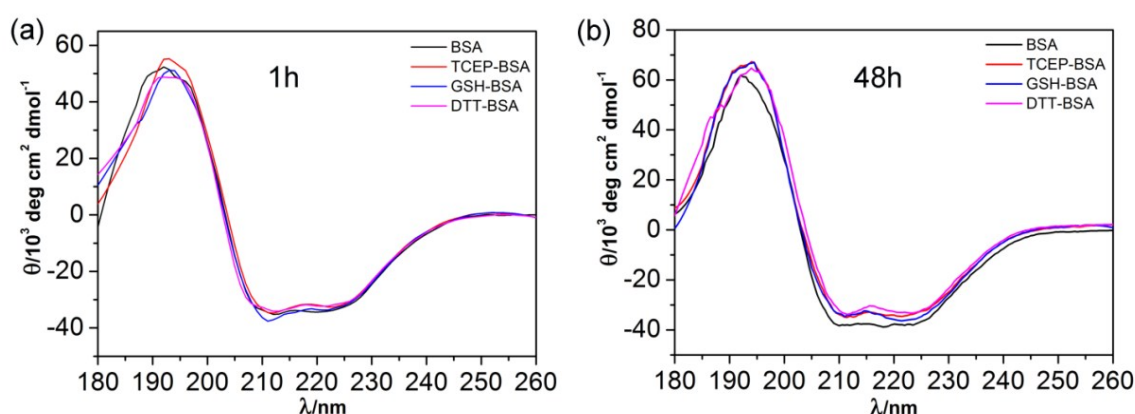 (a)
60
40
20
0
-20
-40
180 190 200 210 220 230 240 250 260
λ/nm
θ/10³ deg cm² dmol⁻¹
1h
BSA
TCEP-BSA
GSH-BSA
DTT-BSA
(b)
80
60
40
20
0
-20
-40
180 190 200 210 220 230 240 250 260
λ/nm
θ/10³ deg cm² dmol⁻¹
48h
BSA
TCEP-BSA
GSH-BSA
DTT-BSA